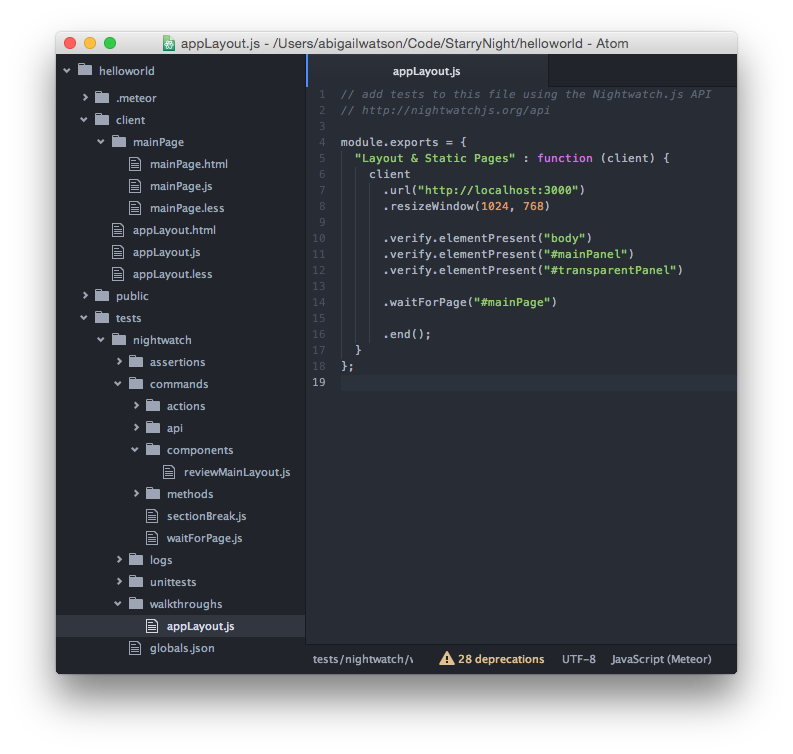 appLayout.js - /Users/abigailwatson/Code/StarryNight/helloworld - Atom
helloworld
.meteor
client
mainPage
mainPage.html
mainPage.js
mainPage.less
appLayout.html
appLayout.js
appLayout.less
public
tests
nightwatch
assertions
commands
actions
api
components
reviewMainLayout.js
methods
sectionBreak.js
waitForPage.js
logs
unittests
walkthroughs
appLayout.js
globals.json
appLayout.js
1 // add tests to this file using the Nightwatch.js API
2 // http://nightwatchjs.org/api
3
4 module.exports = {
5   "Layout & Static Pages" : function (client) {
6     client
7       .url("http://localhost:3000")
8       .resizeWindow(1024, 768)
9
10       .verify.elementPresent("body")
11       .verify.elementPresent("#mainPanel")
12       .verify.elementPresent("#transparentPanel")
13
14       .waitForPage("#mainPage")
15
16       .end();
17   }
18 };
19
tests/nightwatch/w 28 deprecations UTF-8 JavaScript (Meteor)